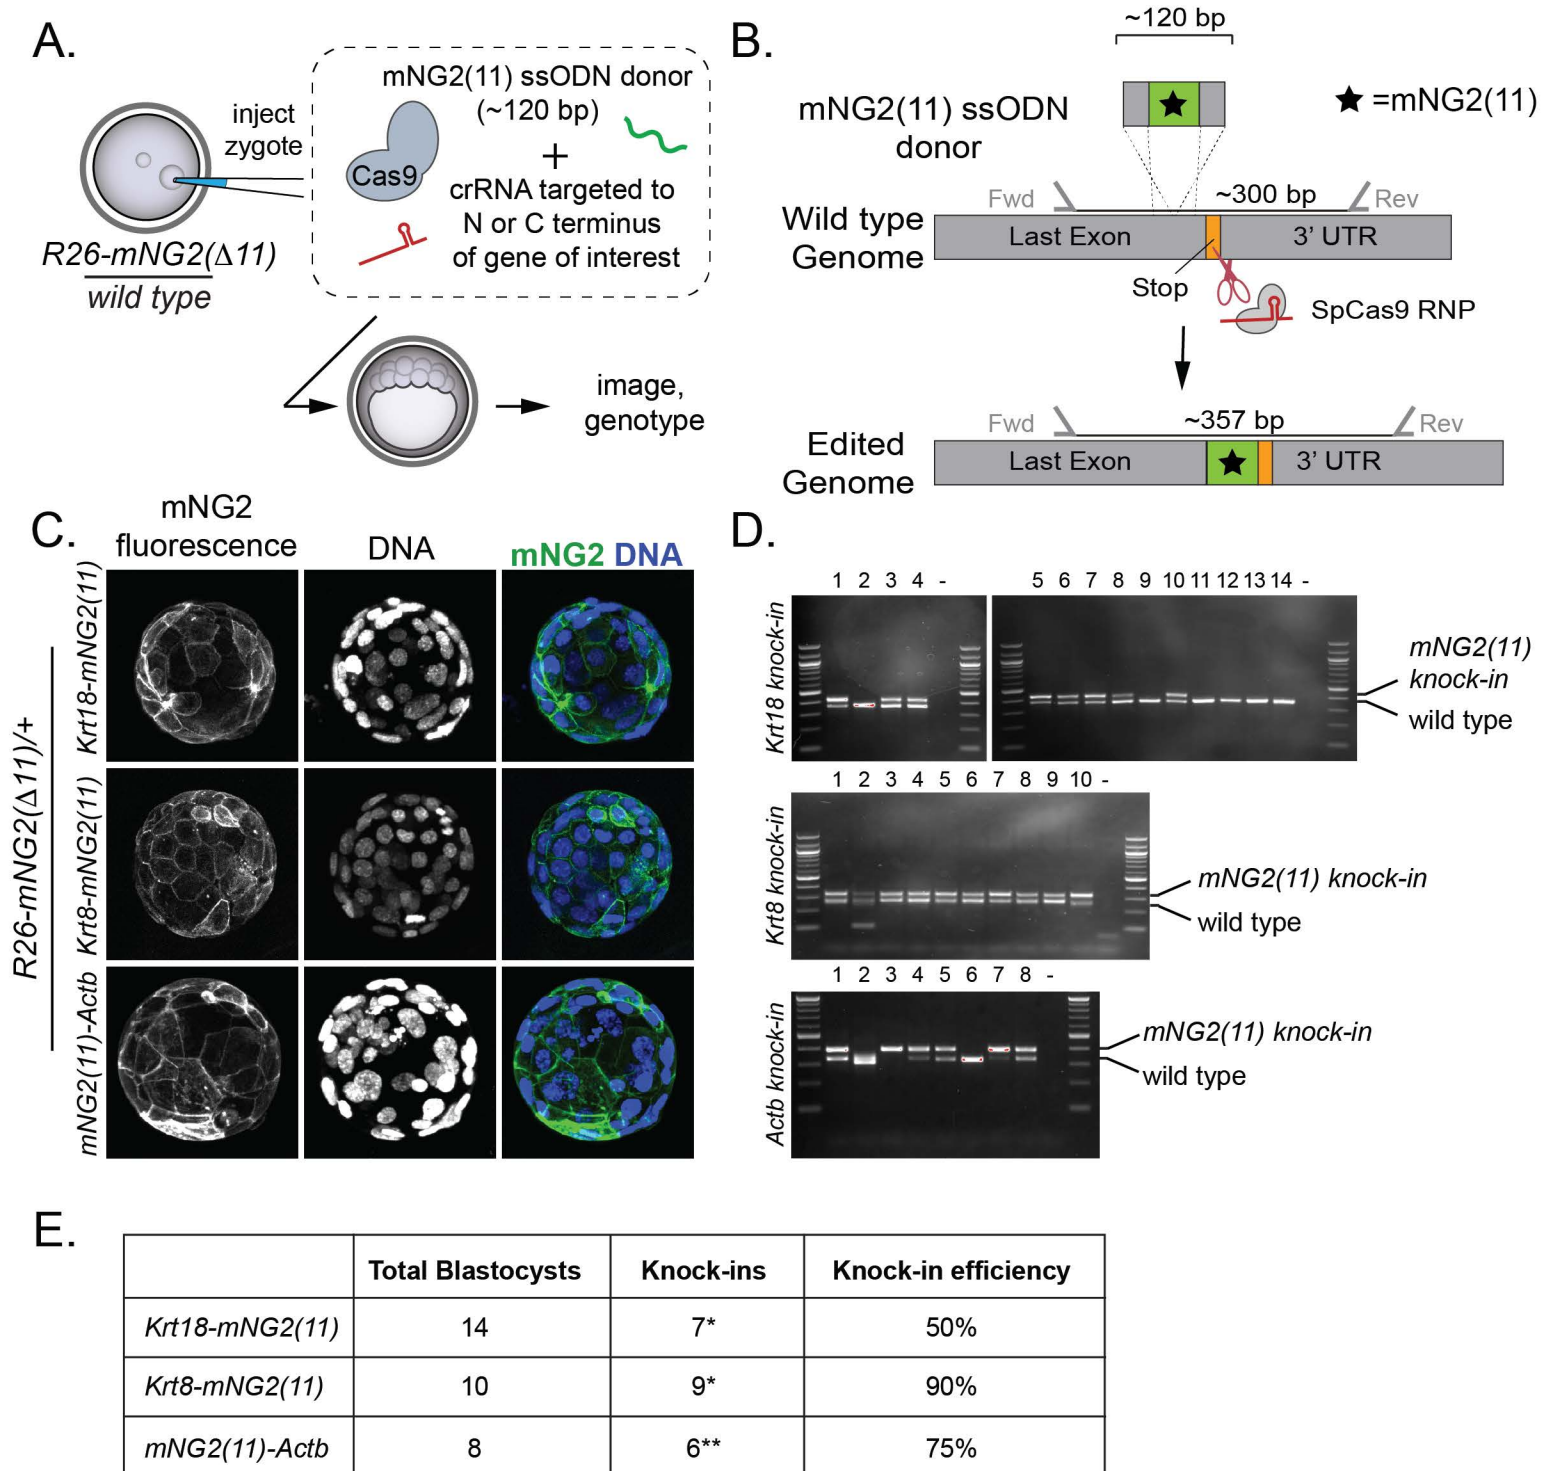 A.
inject
zygote
R26-mNG2(Δ11)
wild type
mNG2(11) ssODN donor
(~120 bp)
+
Cas9
crRNA targeted to
N or C terminus
of gene of interest
image,
genotype
B.
~120 bp
mNG2(11) ssODN
donor
★ =mNG2(11)
Fwd
~300 bp
Rev
Wild type
Genome
Last Exon
3’ UTR
Stop
SpCas9 RNP
Fwd
~357 bp
Rev
Edited
Genome
Last Exon
3’ UTR
C.
mNG2
fluorescence
DNA
mNG2 DNA
R26-mNG2(Δ11)/+
Krt18-mNG2(11)
Krt8-mNG2(11)
mNG2(11)-Actb
D.
Krt18 knock-in
1 2 3 4 -
5 6 7 8 9 10 11 12 13 14 -
mNG2(11)
knock-in
wild type
Krt8 knock-in
1 2 3 4 5 6 7 8 9 10 -
mNG2(11) knock-in
wild type
Actb knock-in
1 2 3 4 5 6 7 8 -
mNG2(11) knock-in
wild type
E.
Total Blastocysts Knock-ins Knock-in efficiency
Krt18-mNG2(11) 14 7* 50%
Krt8-mNG2(11) 10 9* 90%
mNG2(11)-Actb 8 6** 75%